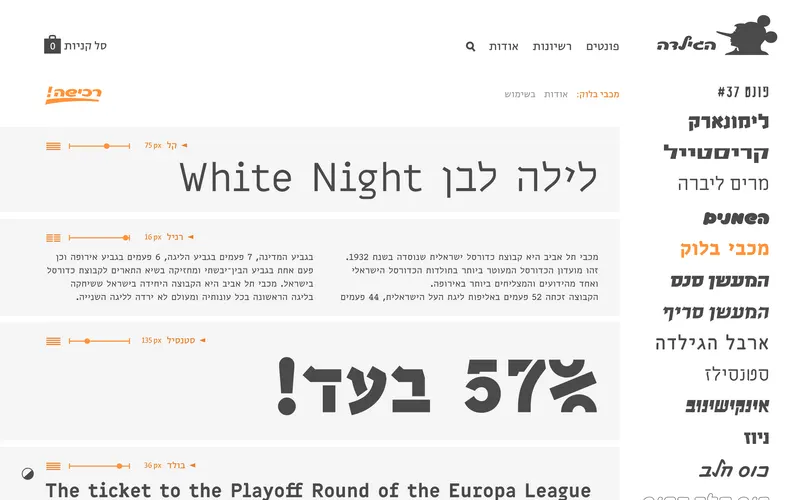 הגילדה
פונטים
רשיונות
אודות
סל קניות
0
מכבי בלוק:
אודות
בשימוש
רכישה!
קל
75 px
לילה לבן White Night
רגיל
16 px
מכבי תל אביב היא קבוצת כדורסל ישראלית שנוסדה בשנת 1932.
זהו מועדון הכדורסל המעוטר ביותר בתולדות הכדורסל הישראלי
ואחד מהידועים והמצליחים ביותר באירופה.
הקבוצה זכתה 52 פעמים באליפות ליגת העל הישראלית, 44 פעמים
בגביע המדינה, 7 פעמים בגביע הליגה, 6 פעמים בגביע אירופה וכן
פעם אחת בגביע הבין־יבשתי ומחזיקה בשיא התארים לקבוצת כדורסל
בישראל. מכבי תל אביב היא הקבוצה היחידה בישראל ששיחקה
בליגה הראשונה בכל עונותיה ומעולם לא ירדה לליגה השנייה.
סטנסיל
135 px
57% בעד!
בולד
36 px
The ticket to the Playoff Round of the Europa League
פונט 37#
לימונארק
קריסטייל
מרים ליברה
השמנים
מכבי בלוק
המעשן סנס
המעשן סריף
ארבל הגילדה
סטנסילז
אינקישינוב
ניוז
כוס חלב